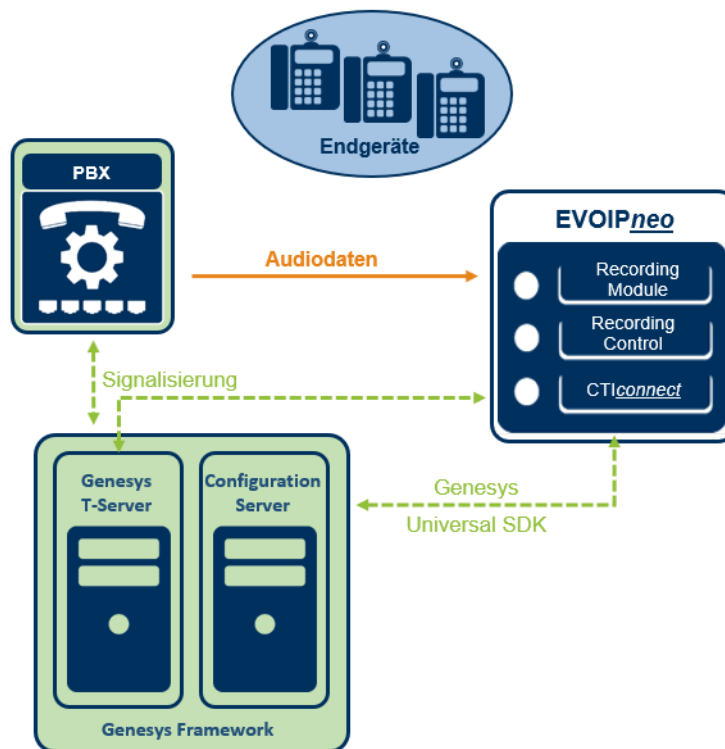 Endgeräte
PBX
EVOIPneo
Audiodaten
Recording
Module
Recording
Control
CTIconnect
Signalisierung
Genesys
T-Server
Configuration
Server
Genesys
Universal SDK
Genesys Framework